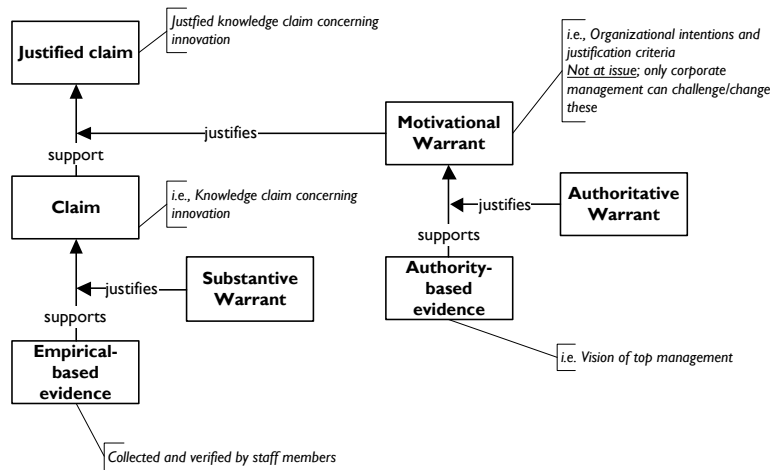 Justfied knowledge claim concerning
innovation
Justified claim
i.e., Organizational intentions and
justification criteria
Not at issue; only corporate
management can challenge/change
these
justifies
Motivational
Warrant
support
Claim
i.e., Knowledge claim concerning
innovation
justifies
Authoritative
Warrant
supports
justifies
Substantive
Warrant
Authority-
based
evidence
supports
Empirical-
based
evidence
i.e. Vision of top management
Collected and verified by staff members